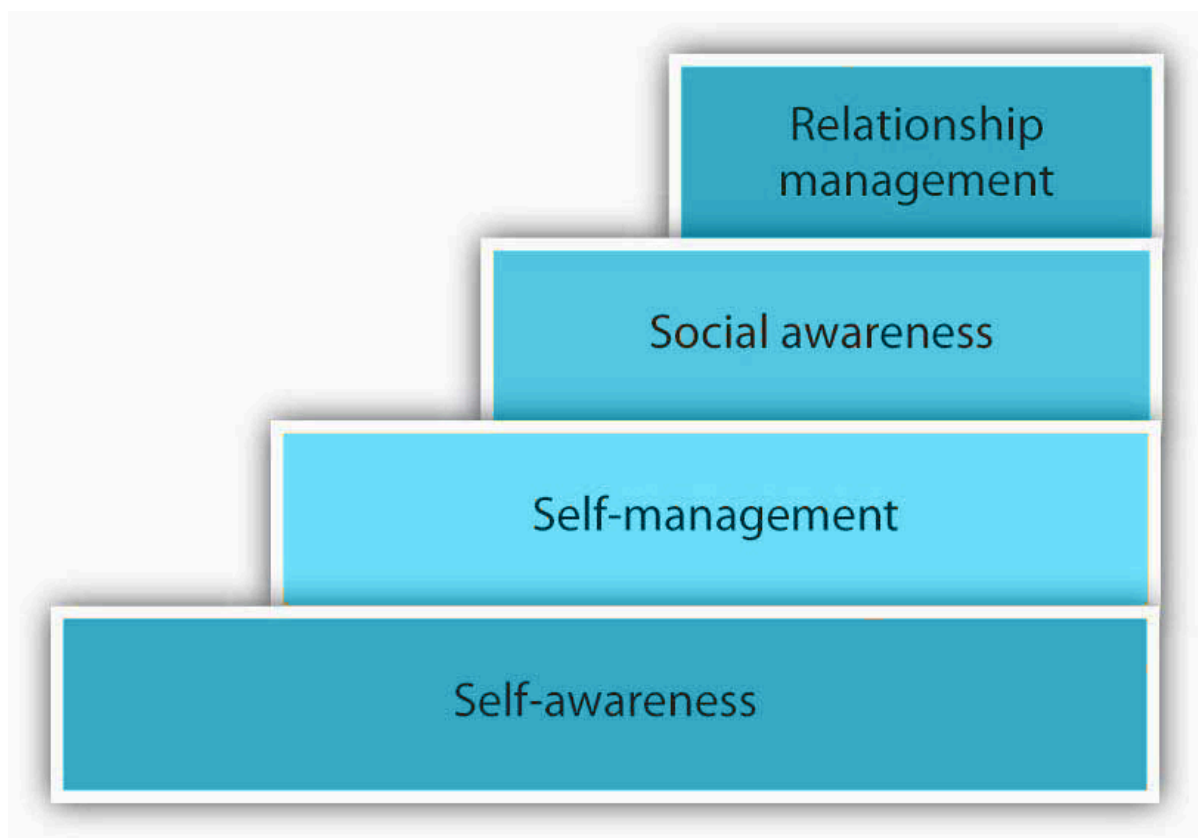 Relationship
management
Social awareness
Self-management
Self-awareness